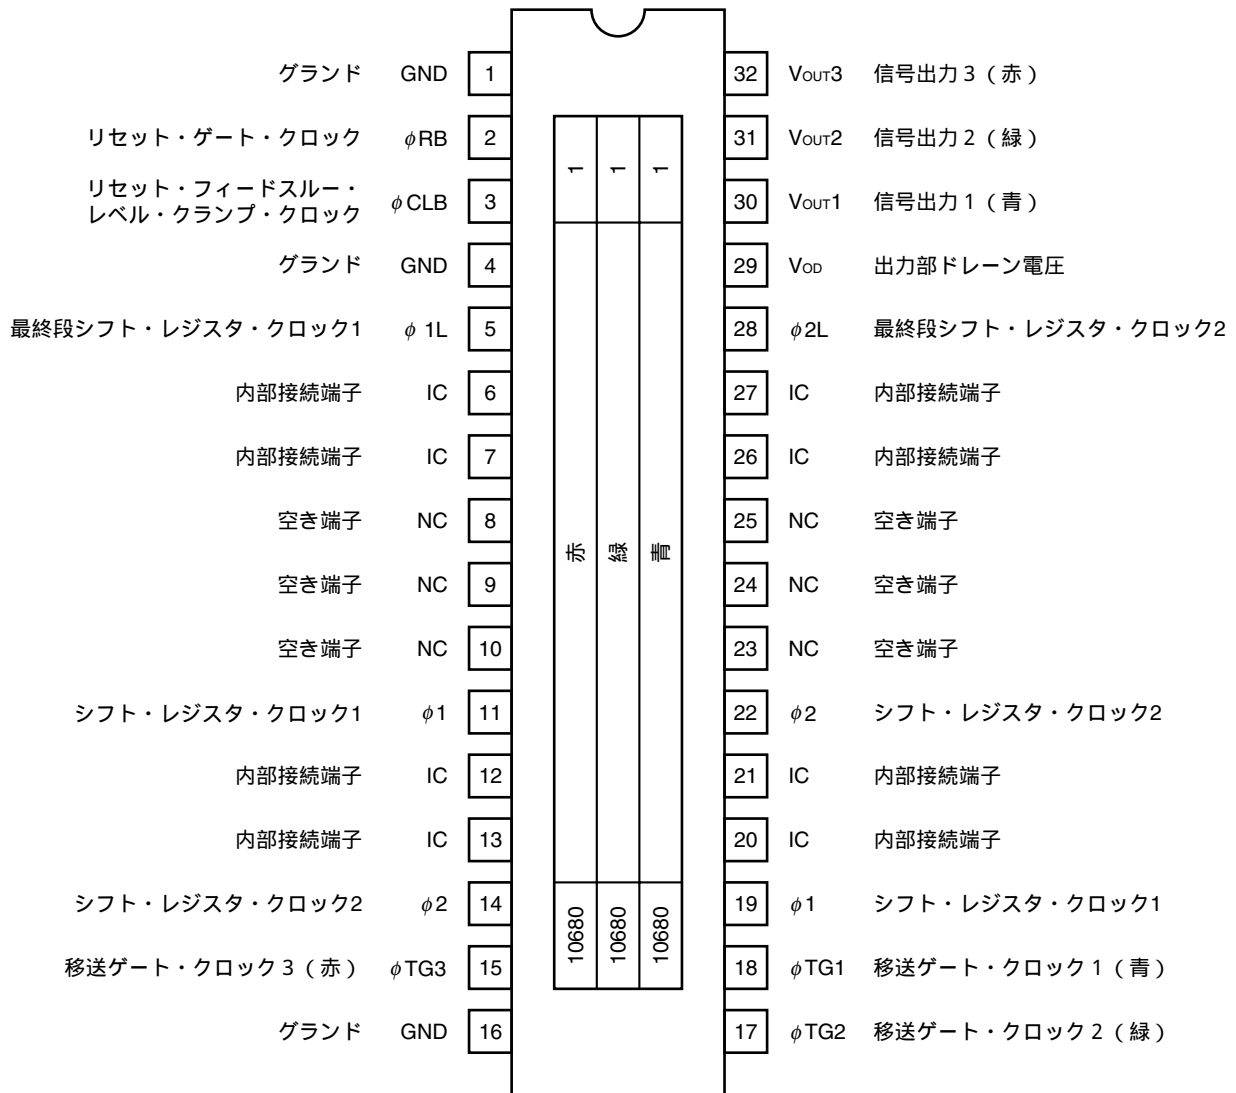 グランド GND 1
リセット・ゲート・クロック φRB 2
リセット・フィードスルー・
レベル・クランプ・クロック φCLB 3
グランド GND 4
最終段シフト・レジスタ・クロック1 φ 1L 5
内部接続端子 IC 6
内部接続端子 IC 7
空き端子 NC 8
空き端子 NC 9
空き端子 NC 10
シフト・レジスタ・クロック1 φ1 11
内部接続端子 IC 12
内部接続端子 IC 13
シフト・レジスタ・クロック2 φ2 14
移送ゲート・クロック3（赤） φTG3 15
グランド GND 16
1 1 1
赤 緑 青
10680 10680 10680
32 VOUT3 信号出力3（赤）
31 VOUT2 信号出力2（緑）
30 VOUT1 信号出力1（青）
29 VOD 出力部ドレーン電圧
28 φ2L 最終段シフト・レジスタ・クロック2
27 IC 内部接続端子
26 IC 内部接続端子
25 NC 空き端子
24 NC 空き端子
23 NC 空き端子
22 φ2 シフト・レジスタ・クロック2
21 IC 内部接続端子
20 IC 内部接続端子
19 φ1 シフト・レジスタ・クロック1
18 φTG1 移送ゲート・クロック1（青）
17 φTG2 移送ゲート・クロック2（緑）